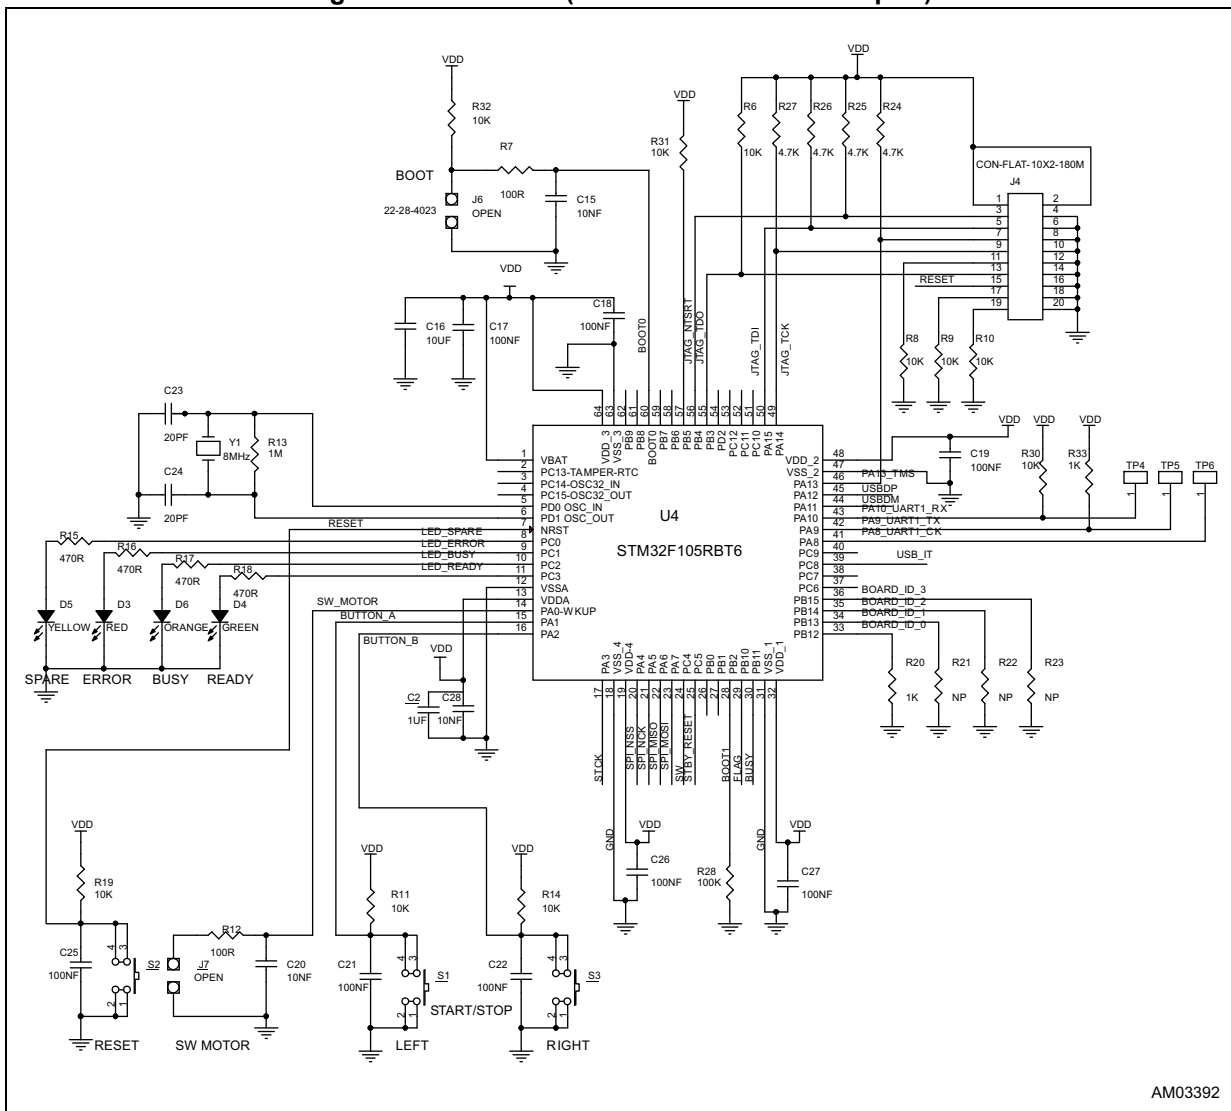 VDD
R32
10K
R7
100R
BOOT
J6
OPEN
22-28-4023
C15
10NF
VDD
R31
10K
VDD
R6
R27
R26
R25
R24
10K
4.7K
4.7K
4.7K
4.7K
CON-FLAT-10X2-180M
J4
1
2
3
4
5
6
7
8
9
10
11
12
13
14
RESET
15
16
17
18
19
20
R8
10K
R9
10K
R10
10K
VDD
C16
10UF
C17
100NF
C18
100NF
BOOT0
JTAG_NTSRT
JTAG_TDO
JTAG_TDI
JTAG_TCK
C23
20PF
Y1
8MHz
R13
1M
C24
20PF
64
63
62
61
60
59
58
57
56
55
54
53
52
51
50
49
VDD_3
VSS_3
PB9
PB8
BOOT0
PB7
PB6
PB5
PB4
PB3
PD2
PC12
PC11
PC10
PA15
PA14
1 VBAT
2 PC13-TAMPER-RTC
3 PC14-OSC32_IN
4 PC15-OSC32_OUT
5 PD0 OSC_IN
6 PD1 OSC_OUT
RESET 7 NRST
LED_SPARE 8 PC0
LED_ERROR 9 PC1
LED_BUSY 10 PC2
LED_READY 11 PC3
12 VSSA
13 VDDA
SW_MOTOR 14 PA0-WKUP
BUTTON_A 15 PA1
BUTTON_B 16 PA2
U4
STM32F105RBT6
VDD_2 48
VSS_2 47
PA13 46 PA13_TMS
PA12 45 USBDP
PA11 44 USBDM
PA10 43 PA10_UART1_RX
PA9 42 PA9_UART1_TX
PA8 41 PA8_UART1_CK
PC9 40
PC8 39 USB_IT
PC7 38
PC6 37
PB15 36 BOARD_ID_3
PB14 35 BOARD_ID_2
PB13 34 BOARD_ID_1
PB12 33 BOARD_ID_0
VDD
C19
100NF
VDD
R30
10K
VDD
R33
1K
TP4
1
TP5
1
TP6
1
R15
470R
R16
470R
R17
470R
R18
470R
D5
YELLOW
D3
RED
D6
ORANGE
D4
GREEN
SPARE
ERROR
BUSY
READY
VDD
C2
1UF
C28
10NF
PA3
VSS_4
VDD-4
PA4
PA5
PA6
PA7
PC4
PC5
PB0
PB1
PB2
PB10
PB11
VSS_1
VDD_1
17
18
19
20
21
22
23
24
25
26
27
28
29
30
31
32
STCK
SPI_NSS
SPI_NCK
SPI_MISO
SPI_MOSI
SW
STBY_RESET
BOOT1
FLAG
BUSY
GND
GND
VDD
C26
100NF
R28
100K
VDD
C27
100NF
R20
1K
R21
NP
R22
NP
R23
NP
VDD
R19
10K
C25
100NF
4
3
2
1
S2
RESET
R12
100R
J7
OPEN
C20
10NF
SW MOTOR
VDD
R11
10K
C21
100NF
4
3
2
1
S1
LEFT
START/STOP
VDD
R14
10K
C22
100NF
4
3
2
1
S3
RIGHT
AM03392